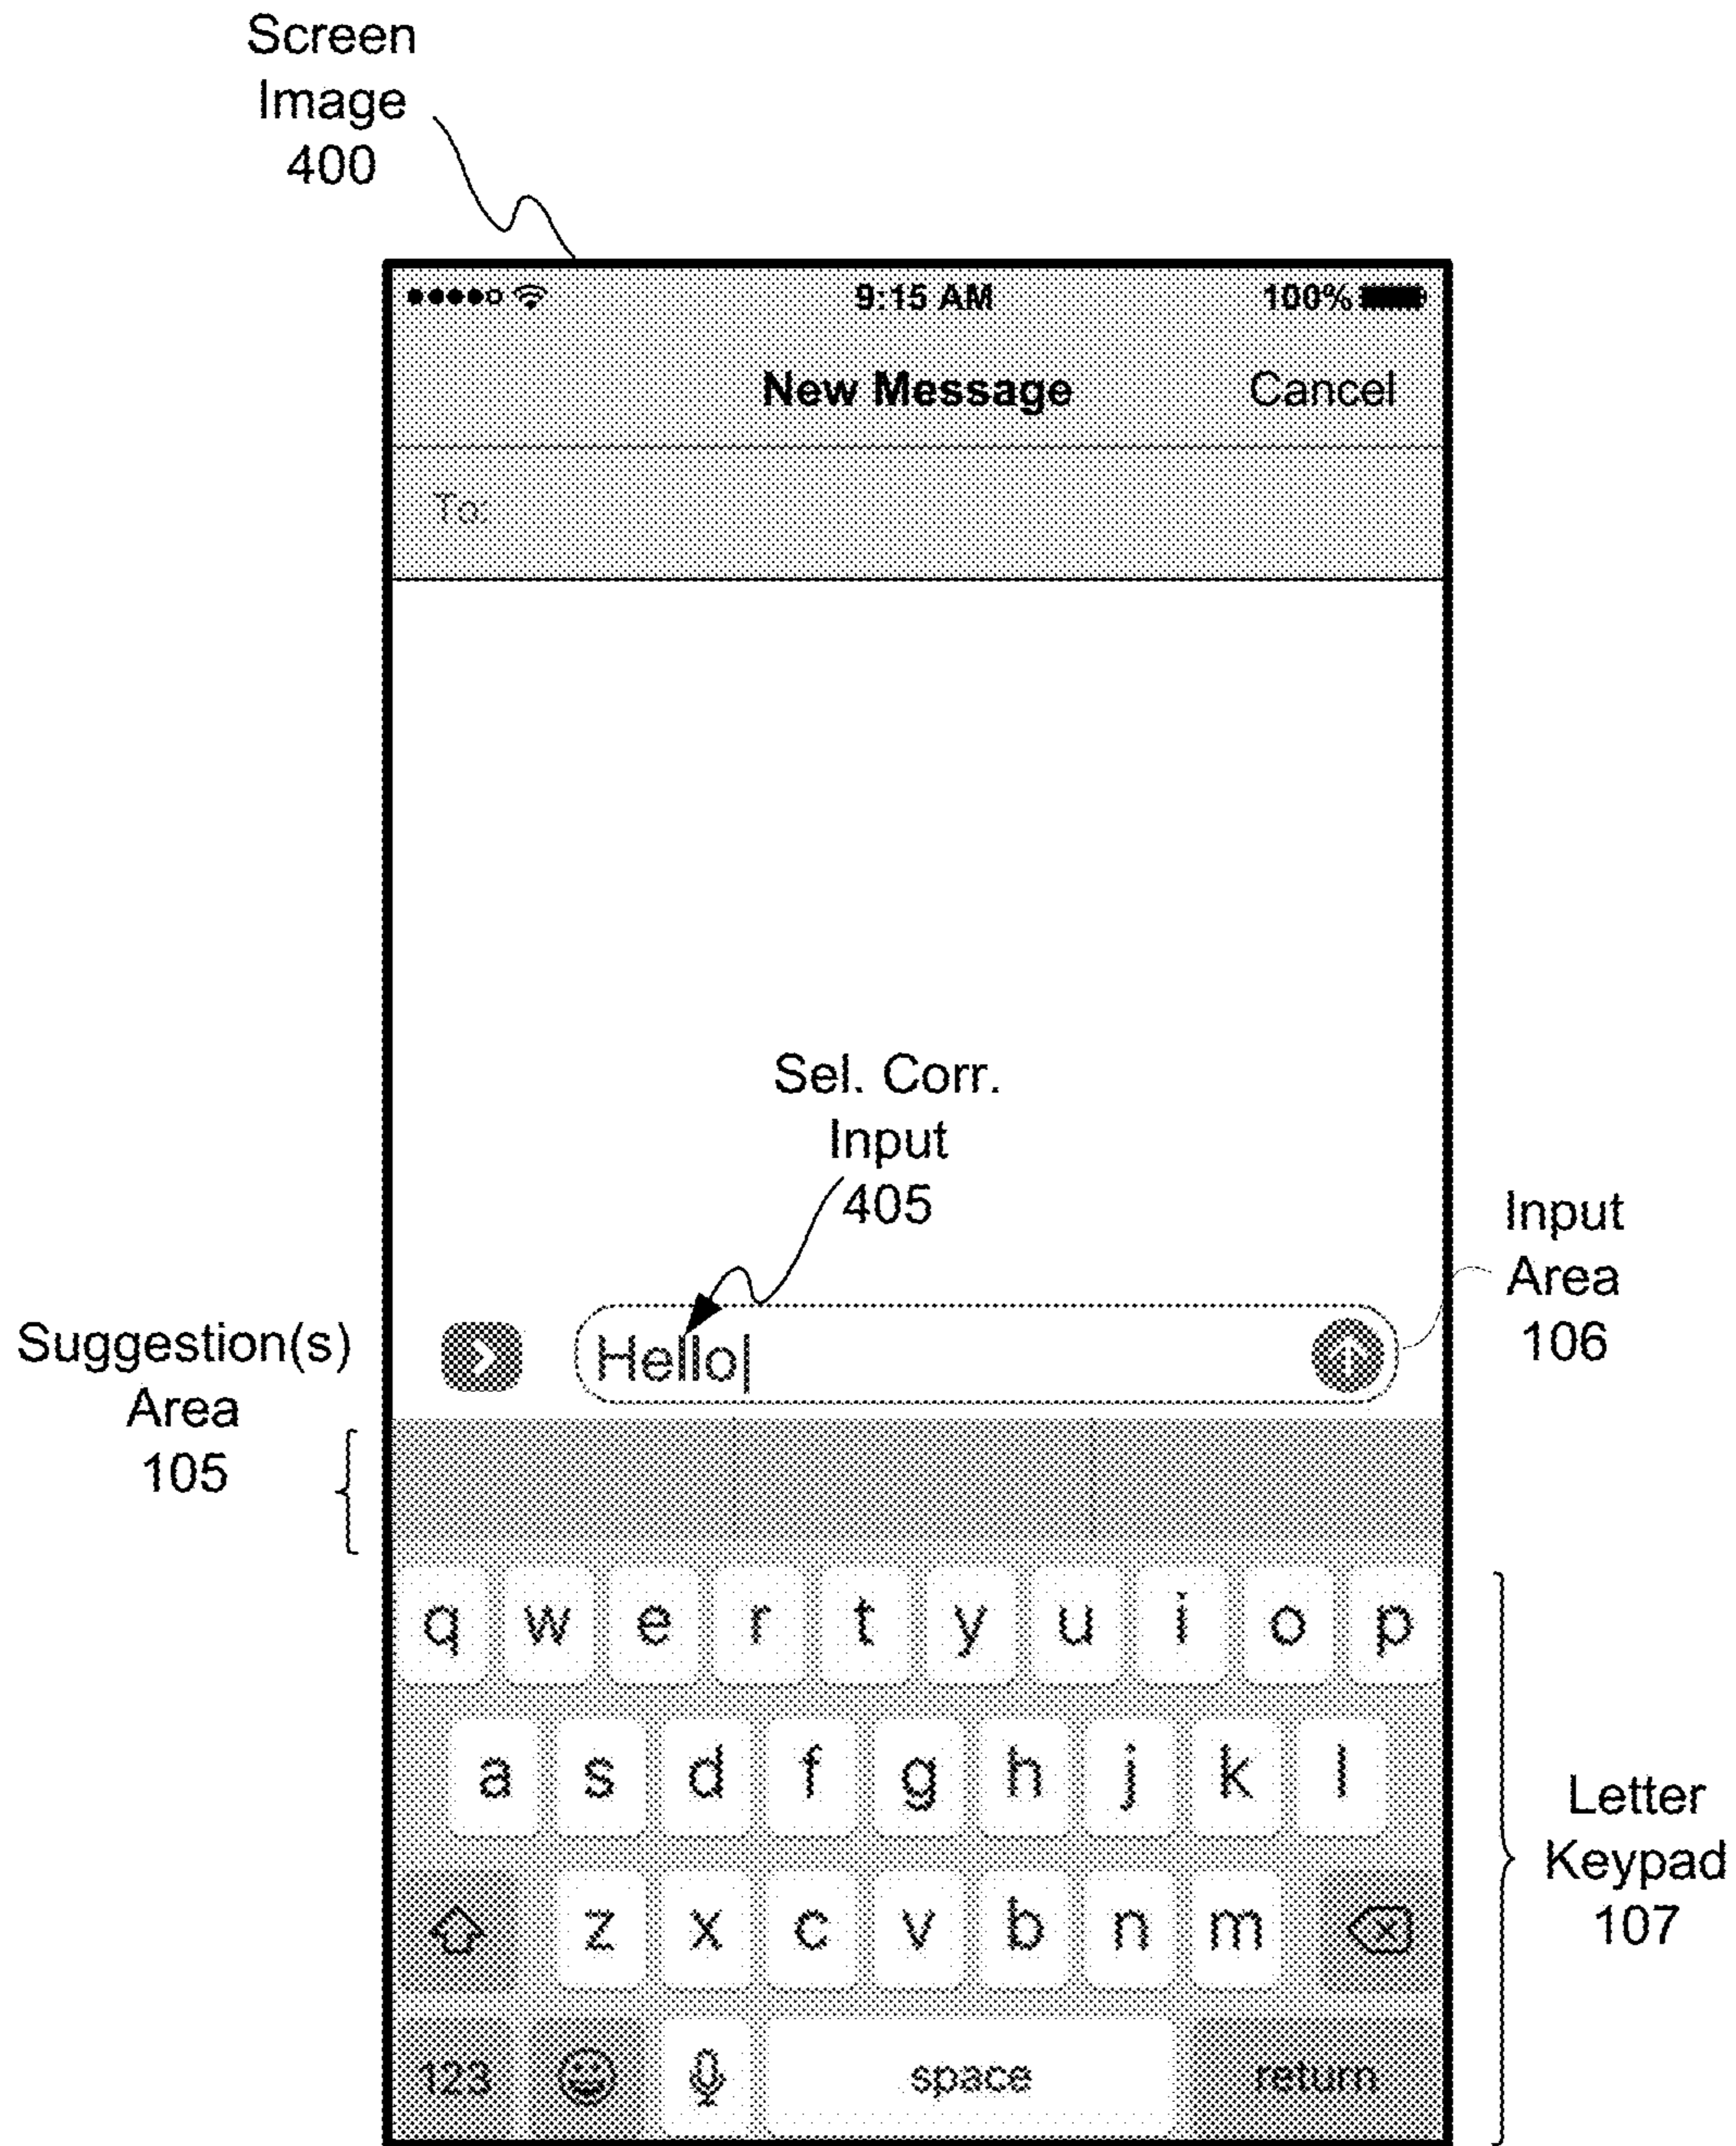 Screen
Image
400
9:15 AM 100%
New Message Cancel
To:
Sel. Corr.
Input
405
Input
Area
106
Suggestion(s)
Area
105
Hello
q w e r t y u i o p
a s d f g h j k l
z x c v b n m
123 space return
Letter
Keypad
107